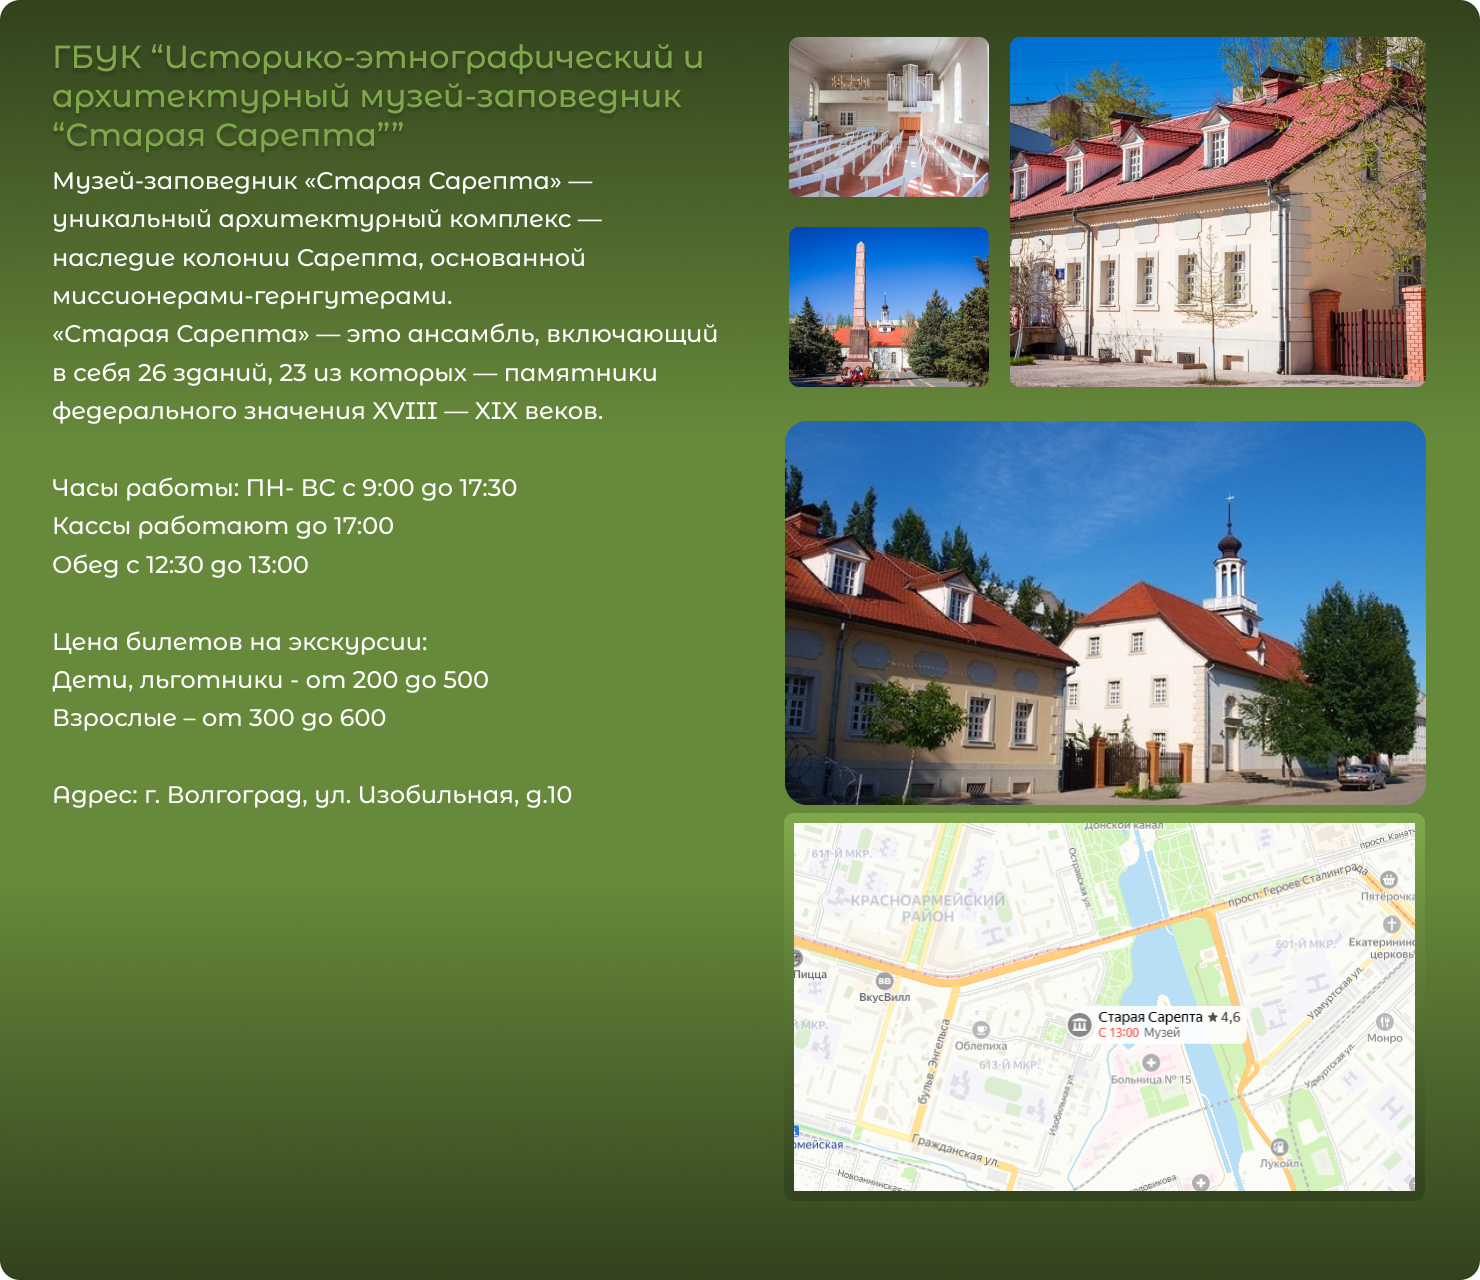 ГБУК “Историко-этнографический и
архитектурный музей-заповедник
“Старая Сарепта””
Музей-заповедник «Старая Сарепта» —
уникальный архитектурный комплекс —
наследие колонии Сарепта, основанной
миссионерами-гернгутерами.
«Старая Сарепта» — это ансамбль, включающий
в себя 26 зданий, 23 из которых — памятники
федерального значения XVIII — XIX веков.
Часы работы: ПН- ВС с 9:00 до 17:30
Кассы работают до 17:00
Обед с 12:30 до 13:00
Цена билетов на экскурсии:
Дети, льготники - от 200 до 500
Взрослые – от 300 до 600
Адрес: г. Волгоград, ул. Изобильная, д.10
Донской канал
просп. Канат
611-Й МКР.
Островская ул.
КРАСНОАРМЕЙСКИЙ
РАЙОН
просп. Героев Сталинграда
Пятёрочка
601-Й МКР.
Екатеринино
церковь
Пицца
ВкусВилл
Удмуртская ул.
Старая Сарепта ★ 4,6
С 13:00 Музей
Й МКР.
Облепиха
Монро
бульв. Энгельса
613-Й МКР.
Больница № 15
Удмуртская ул.
Изобильная ул.
рмейская
Гражданская ул.
Лукойл
Новоаннинская
одовикова